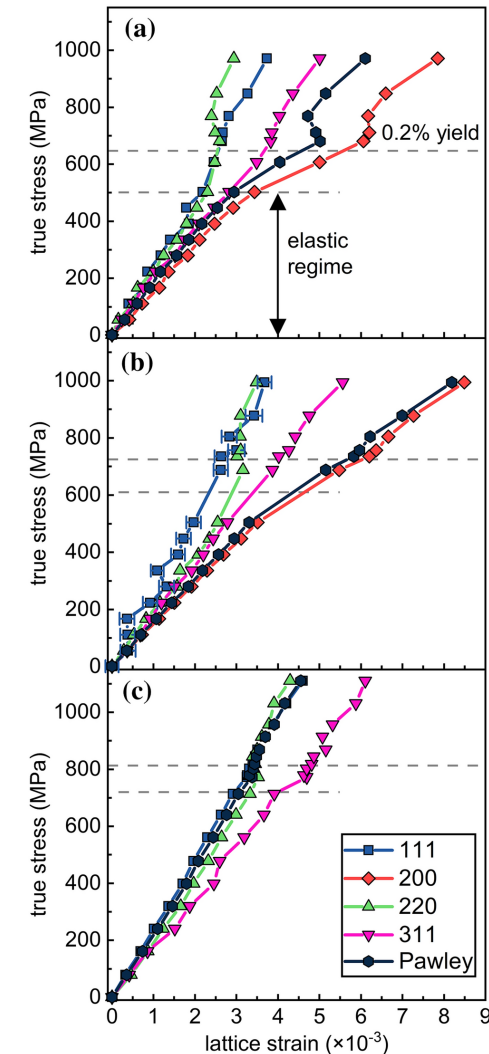 (a)
1000
800
600
400
200
0
true stress (MPa)
0.2% yield
elastic
regime
(b)
1000
800
600
400
200
0
true stress (MPa)
(c)
1000
800
600
400
200
0
true stress (MPa)
111
200
220
311
Pawley
0 1 2 3 4 5 6 7 8 9
lattice strain (×10⁻³)